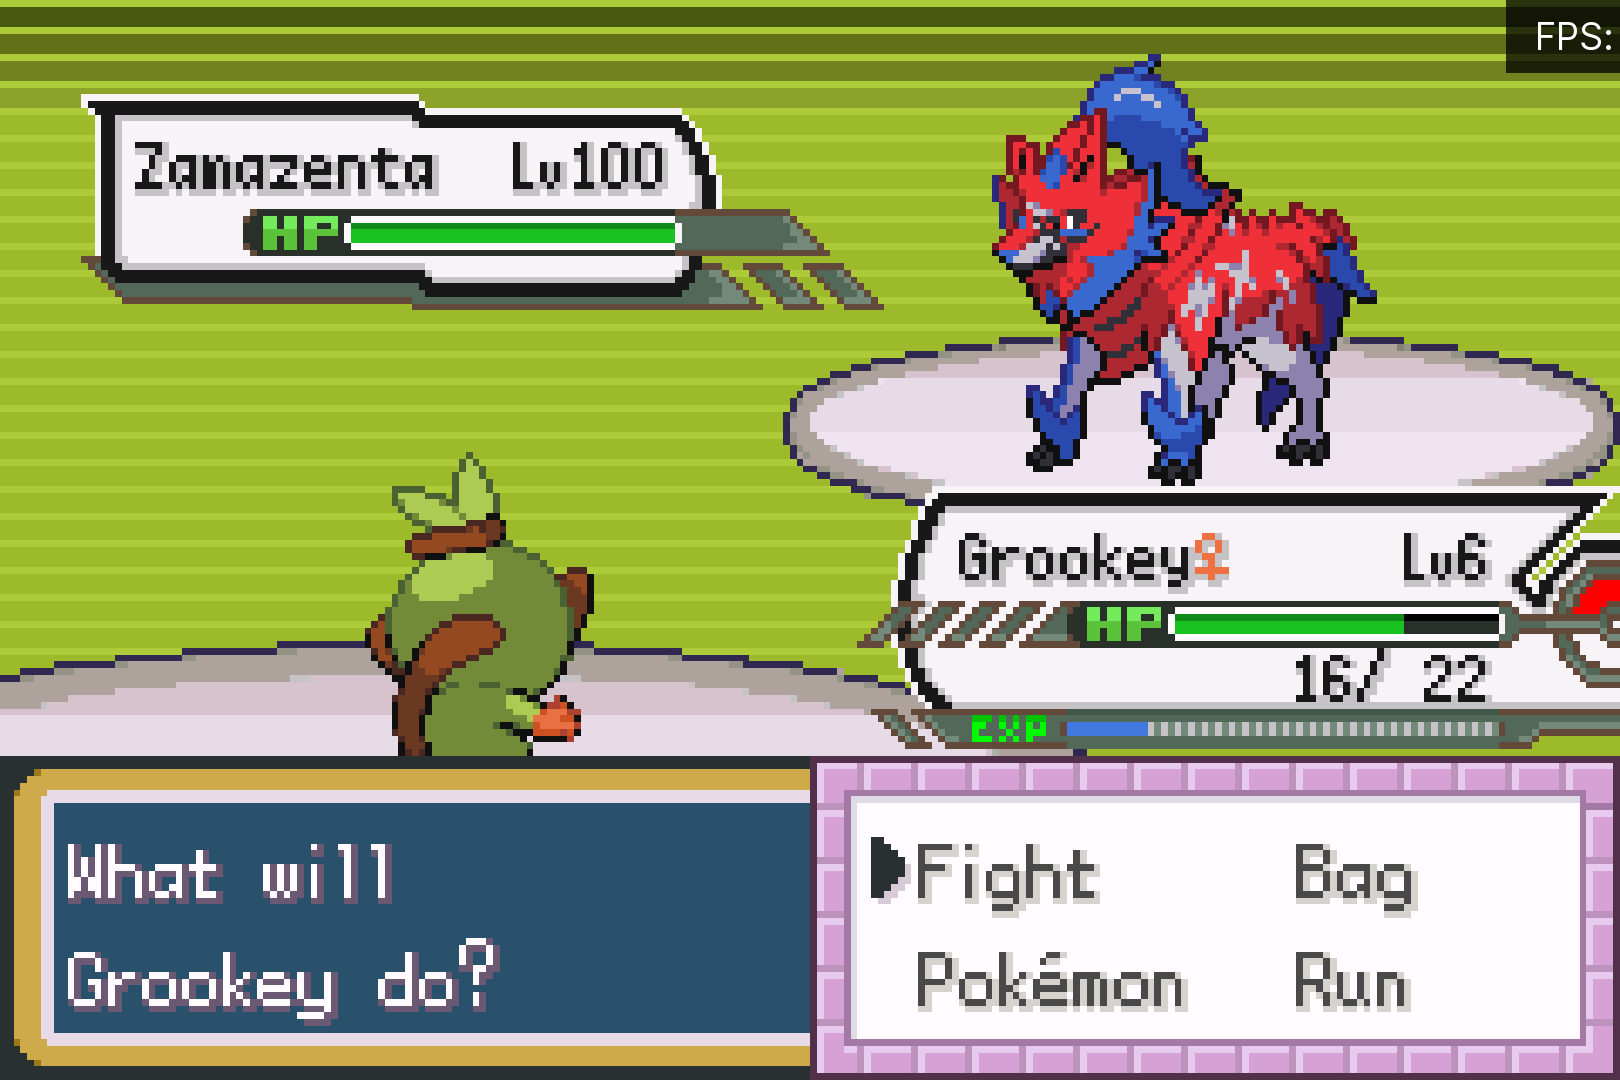 FPS:
Zamazenta Lv100
HP
Grookey♀ Lv6
HP
16/ 22
EXP
What will
Grookey do?
Fight Bag
Pokémon Run